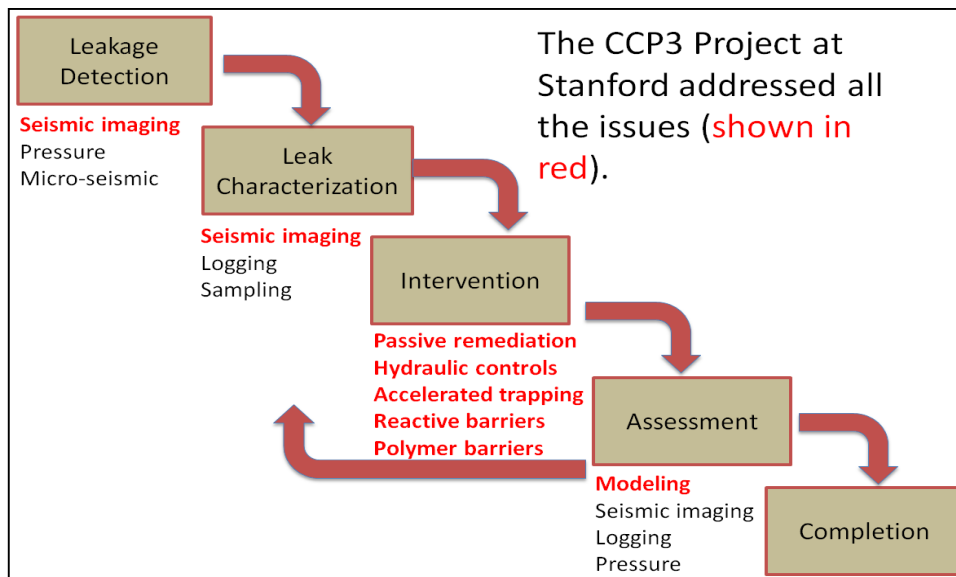 Leakage
Detection
The CCP3 Project at
Stanford addressed all
the issues (shown in
red).
Seismic imaging
Pressure
Micro-seismic
Leak
Characterization
Seismic imaging
Logging
Sampling
Intervention
Passive remediation
Hydraulic controls
Accelerated trapping
Reactive barriers
Polymer barriers
Assessment
Modeling
Seismic imaging
Logging
Pressure
Completion